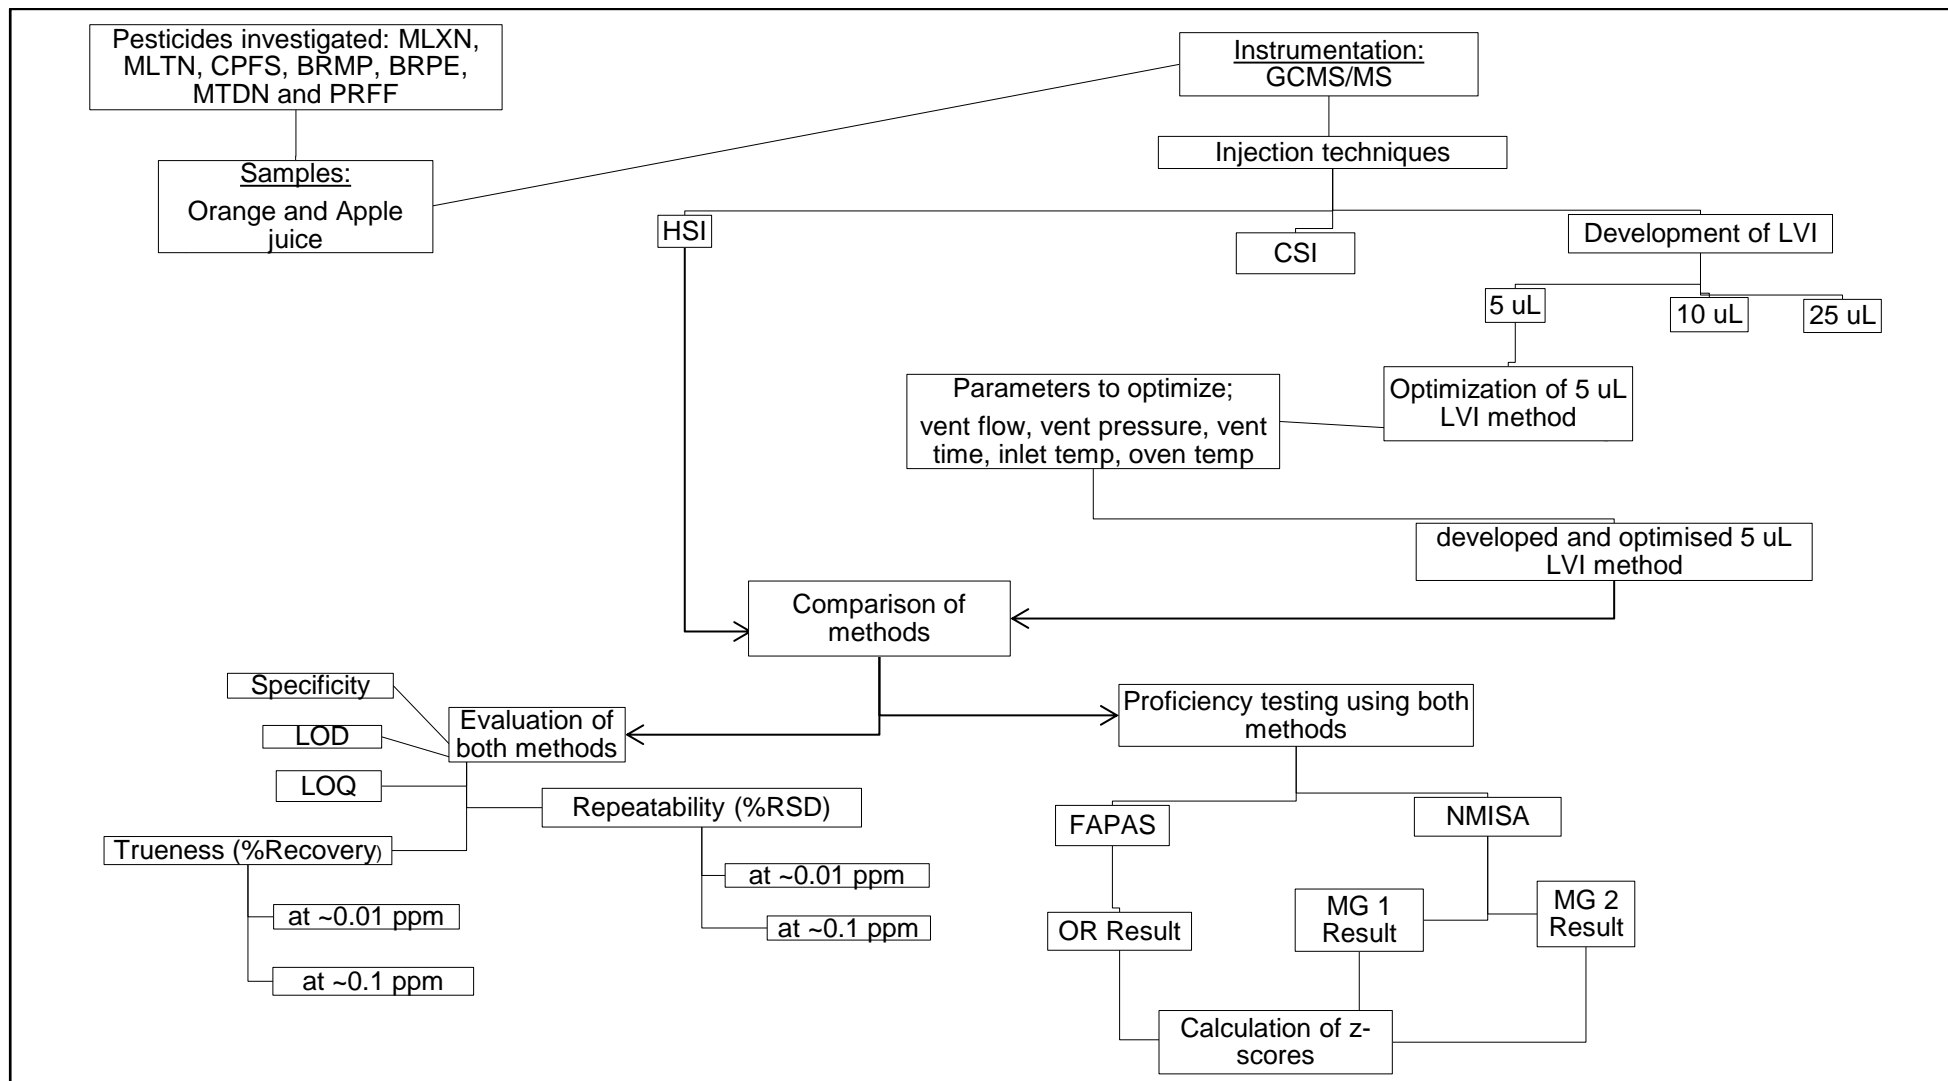 Pesticides investigated: MLXN,
MLTN, CPFS, BRMP, BRPE,
MTDN and PRFF
Instrumentation:
GCMS/MS
Injection techniques
Samples:
Orange and Apple
juice
HSI
CSI
Development of LVI
5 uL
10 uL
25 uL
Parameters to optimize;
vent flow, vent pressure, vent
time, inlet temp, oven temp
Optimization of 5 uL
LVI method
developed and optimised 5 uL
LVI method
Comparison of
methods
Specificity
LOD
LOQ
Evaluation of
both methods
Proficiency testing using both
methods
Repeatability (%RSD)
Trueness (%Recovery)
at ~0.01 ppm
at ~0.1 ppm
at ~0.01 ppm
at ~0.1 ppm
FAPAS
NMISA
OR Result
MG 1
Result
MG 2
Result
Calculation of z-
scores